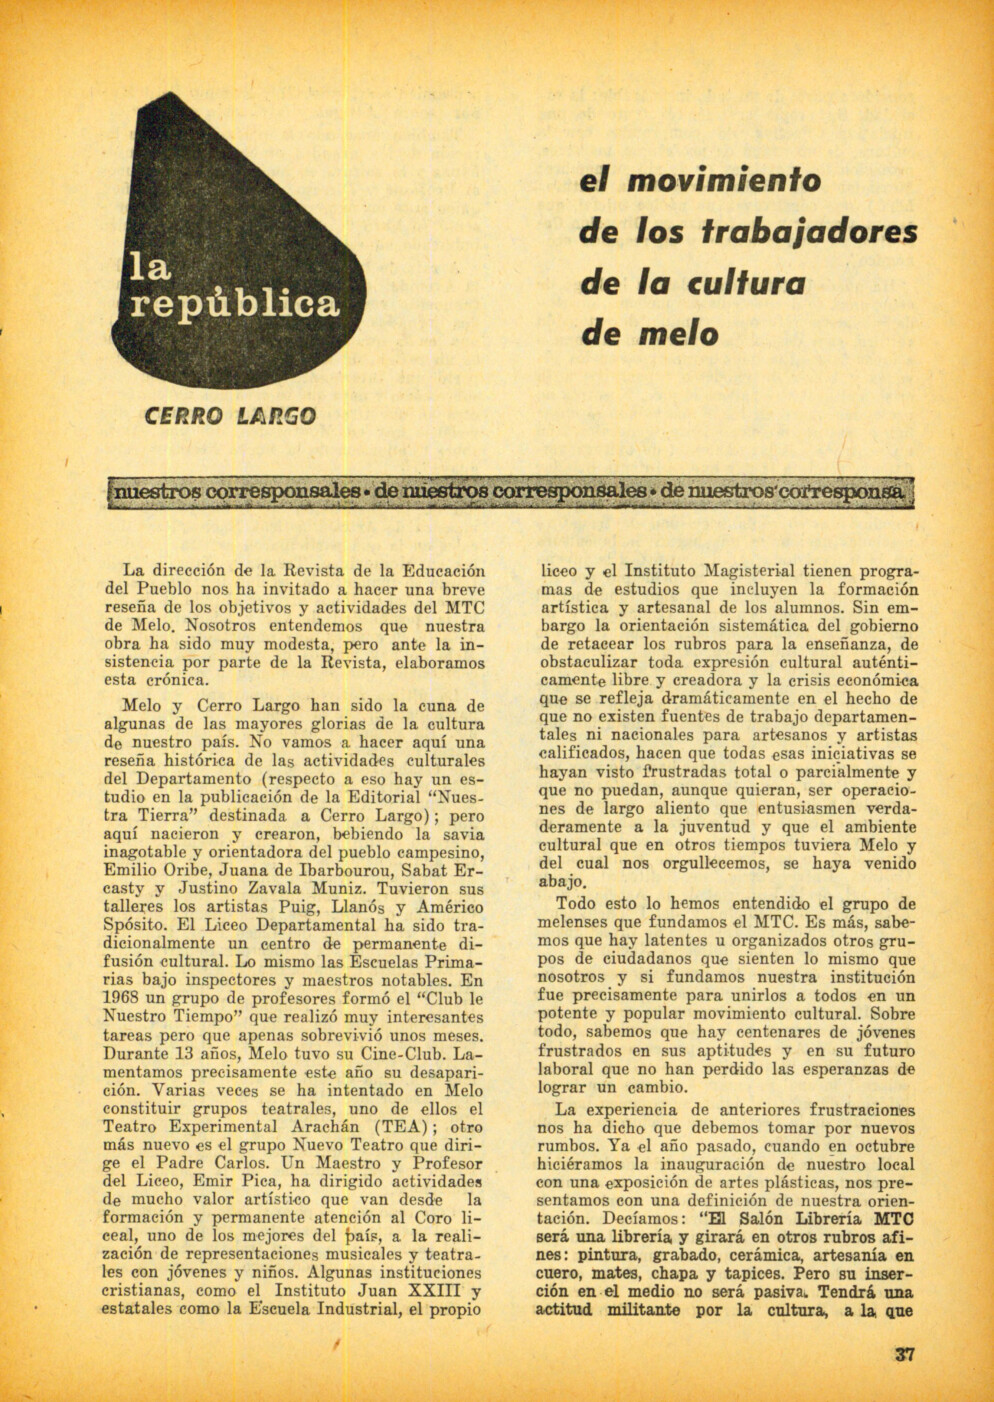 la
república
CERRO LARGO
el movimiento
de los trabajadores
de la cultura
de melo
nuestros corresponsales • de nuestros corresponsales • de nuestros corresponsa
La dirección de la Revista de la Educación
del Pueblo nos ha invitado a hacer una breve
reseña de los objetivos y actividades del MTC
de Melo. Nosotros entendemos que nuestra
obra ha sido muy modesta, pero ante la in-
sistencia por parte de la Revista, elaboramos
esta crónica.
Melo y Cerro Largo han sido la cuna de
algunas de las mayores glorias de la cultura
de nuestro país. No vamos a hacer aquí una
reseña histórica de las actividades culturales
del Departamento (respecto a eso hay un es-
tudio en la publicación de la Editorial "Nues-
tra Tierra" destinada a Cerro Largo) ; pero
aquí nacieron y crearon, bebiendo la savia
inagotable y orientadora del pueblo campesino,
Emilio Oribe, Juana de Ibarbourou, Sabat Er-
casty y Justino Zavala Muniz. Tuvieron sus
talleres los artistas Puig, Llanós y Américo
Spósito. El Liceo Departamental ha sido tra-
dicionalmente un centro de permanente di-
fusión cultural. Lo mismo las Escuelas Prima-
rias bajo inspectores y maestros notables. En
1968 un grupo de profesores formó el "Club le
Nuestro Tiempo" que realizó muy interesantes
tareas pero que apenas sobrevivió unos meses.
Durante 13 años, Melo tuvo su Cine-Club. La-
mentamos precisamente este año su desapari-
ción. Varias veces se ha intentado en Melo
constituir grupos teatrales, uno de ellos el
Teatro Experimental Arachán (TEA) ; otro
más nuevo es el grupo Nuevo Teatro que diri-
ge el Padre Carlos. Un Maestro y Profesor
del Liceo, Emir Pica, ha dirigido actividades
de mucho valor artístico que van desde la
formación y permanente atención al Coro li-
ceal, uno de los mejores del país, a la reali-
zación de representaciones musicales y teatra-
les con jóvenes y niños. Algunas instituciones
cristianas, como el Instituto Juan XXIII y
estatales como la Escuela Industrial, el propio
liceo y el Instituto Magisterial tienen progra-
mas de estudios que incluyen la formación
artística y artesanal de los alumnos. Sin em-
bargo la orientación sistemática del gobierno
de retacear los rubros para la enseñanza, de
obstaculizar toda expresión cultural auténti-
camente libre y creadora y la crisis económica
que se refleja dramáticamente en el hecho de
que no existen fuentes de trabajo departamen-
tales ni nacionales para artesanos y artistas
calificados, hacen que todas esas iniciativas se
hayan visto frustradas total o parcialmente y
que no puedan, aunque quieran, ser operacio-
nes de largo aliento que entusiasmen verda-
deramente a la juventud y que el ambiente
cultural que en otros tiempos tuviera Melo y
del cual nos orgullecemos, se haya venido
abajo.
Todo esto lo hemos entendido el grupo de
melenses que fundamos el MTC. Es más, sabe-
mos que hay latentes u organizados otros gru-
pos de ciudadanos que sienten lo mismo que
nosotros y si fundamos nuestra institución
fue precisamente para unirlos a todos en un
potente y popular movimiento cultural. Sobre
todo, sabemos que hay centenares de jóvenes
frustrados en sus aptitudes y en su futuro
laboral que no han perdido las esperanzas de
lograr un cambio.
La experiencia de anteriores frustraciones
nos ha dicho que debemos tomar por nuevos
rumbos. Ya el año pasado, cuando en octubre
hiciéramos la inauguración de nuestro local
con una exposición de artes plásticas, nos pre-
sentamos con una definición de nuestra orien-
tación. Decíamos: "El Salón Librería MTC
será una librería y girará en otros rubros afi-
nes: pintura, grabado, cerámica, artesanía en
cuero, mates, chapa y tapices. Pero su inser-
ción en el medio no será pasiva. Tendrá una
actitud militante por la cultura, a la que
37